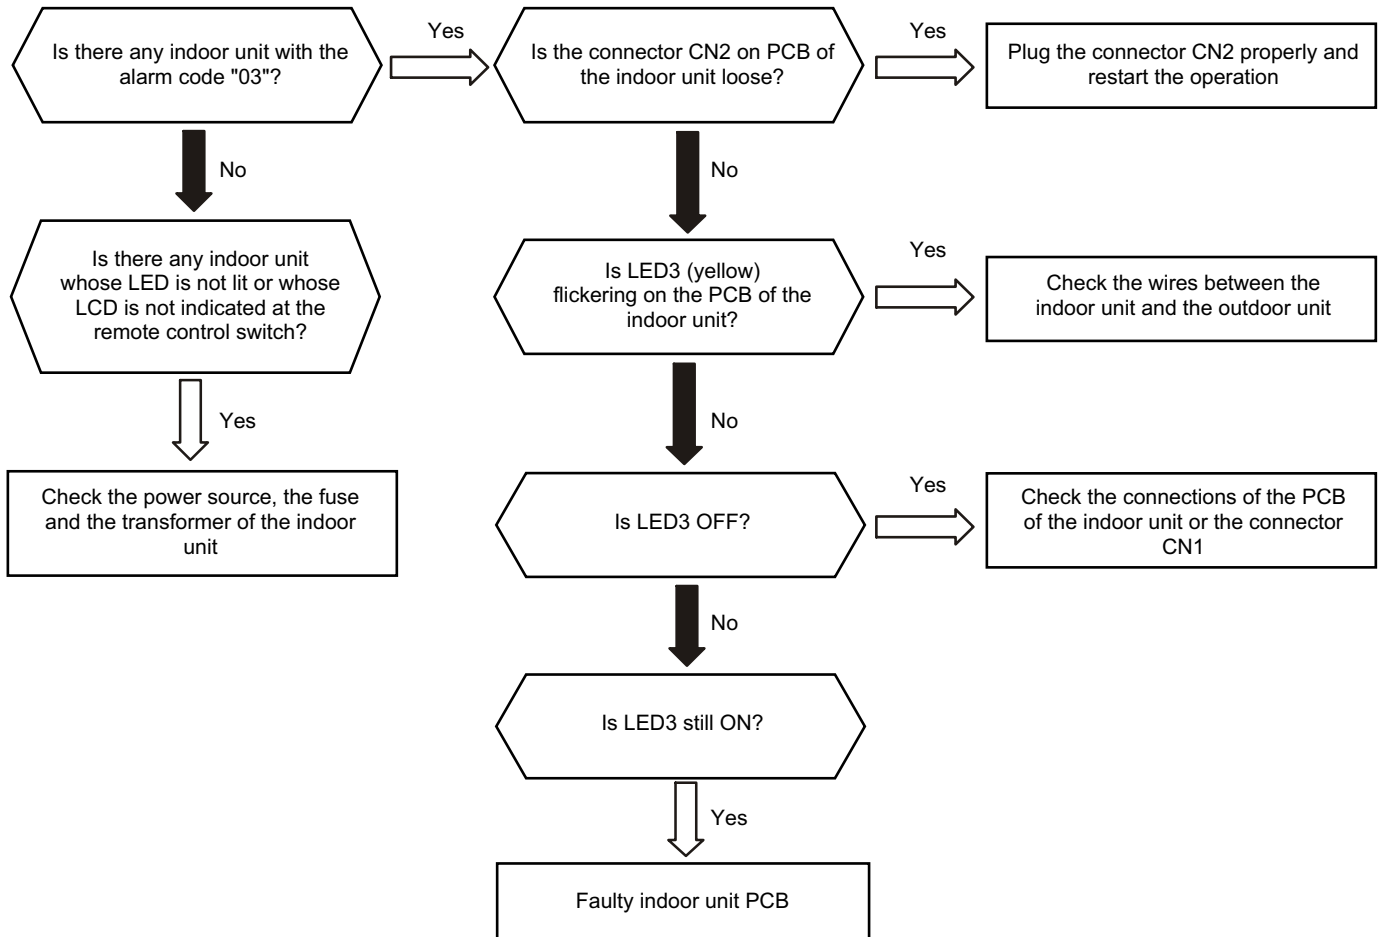 Is there any indoor unit with the
alarm code "03"?
Yes
Is the connector CN2 on PCB of
the indoor unit loose?
Yes
Plug the connector CN2 properly and
restart the operation
No
No
Is there any indoor unit
whose LED is not lit or whose
LCD is not indicated at the
remote control switch?
Is LED3 (yellow)
flickering on the PCB of the
indoor unit?
Yes
Check the wires between the
indoor unit and the outdoor unit
Yes
No
Check the power source, the fuse
and the transformer of the indoor
unit
Is LED3 OFF?
Yes
Check the connections of the PCB
of the indoor unit or the connector
CN1
No
Is LED3 still ON?
Yes
Faulty indoor unit PCB